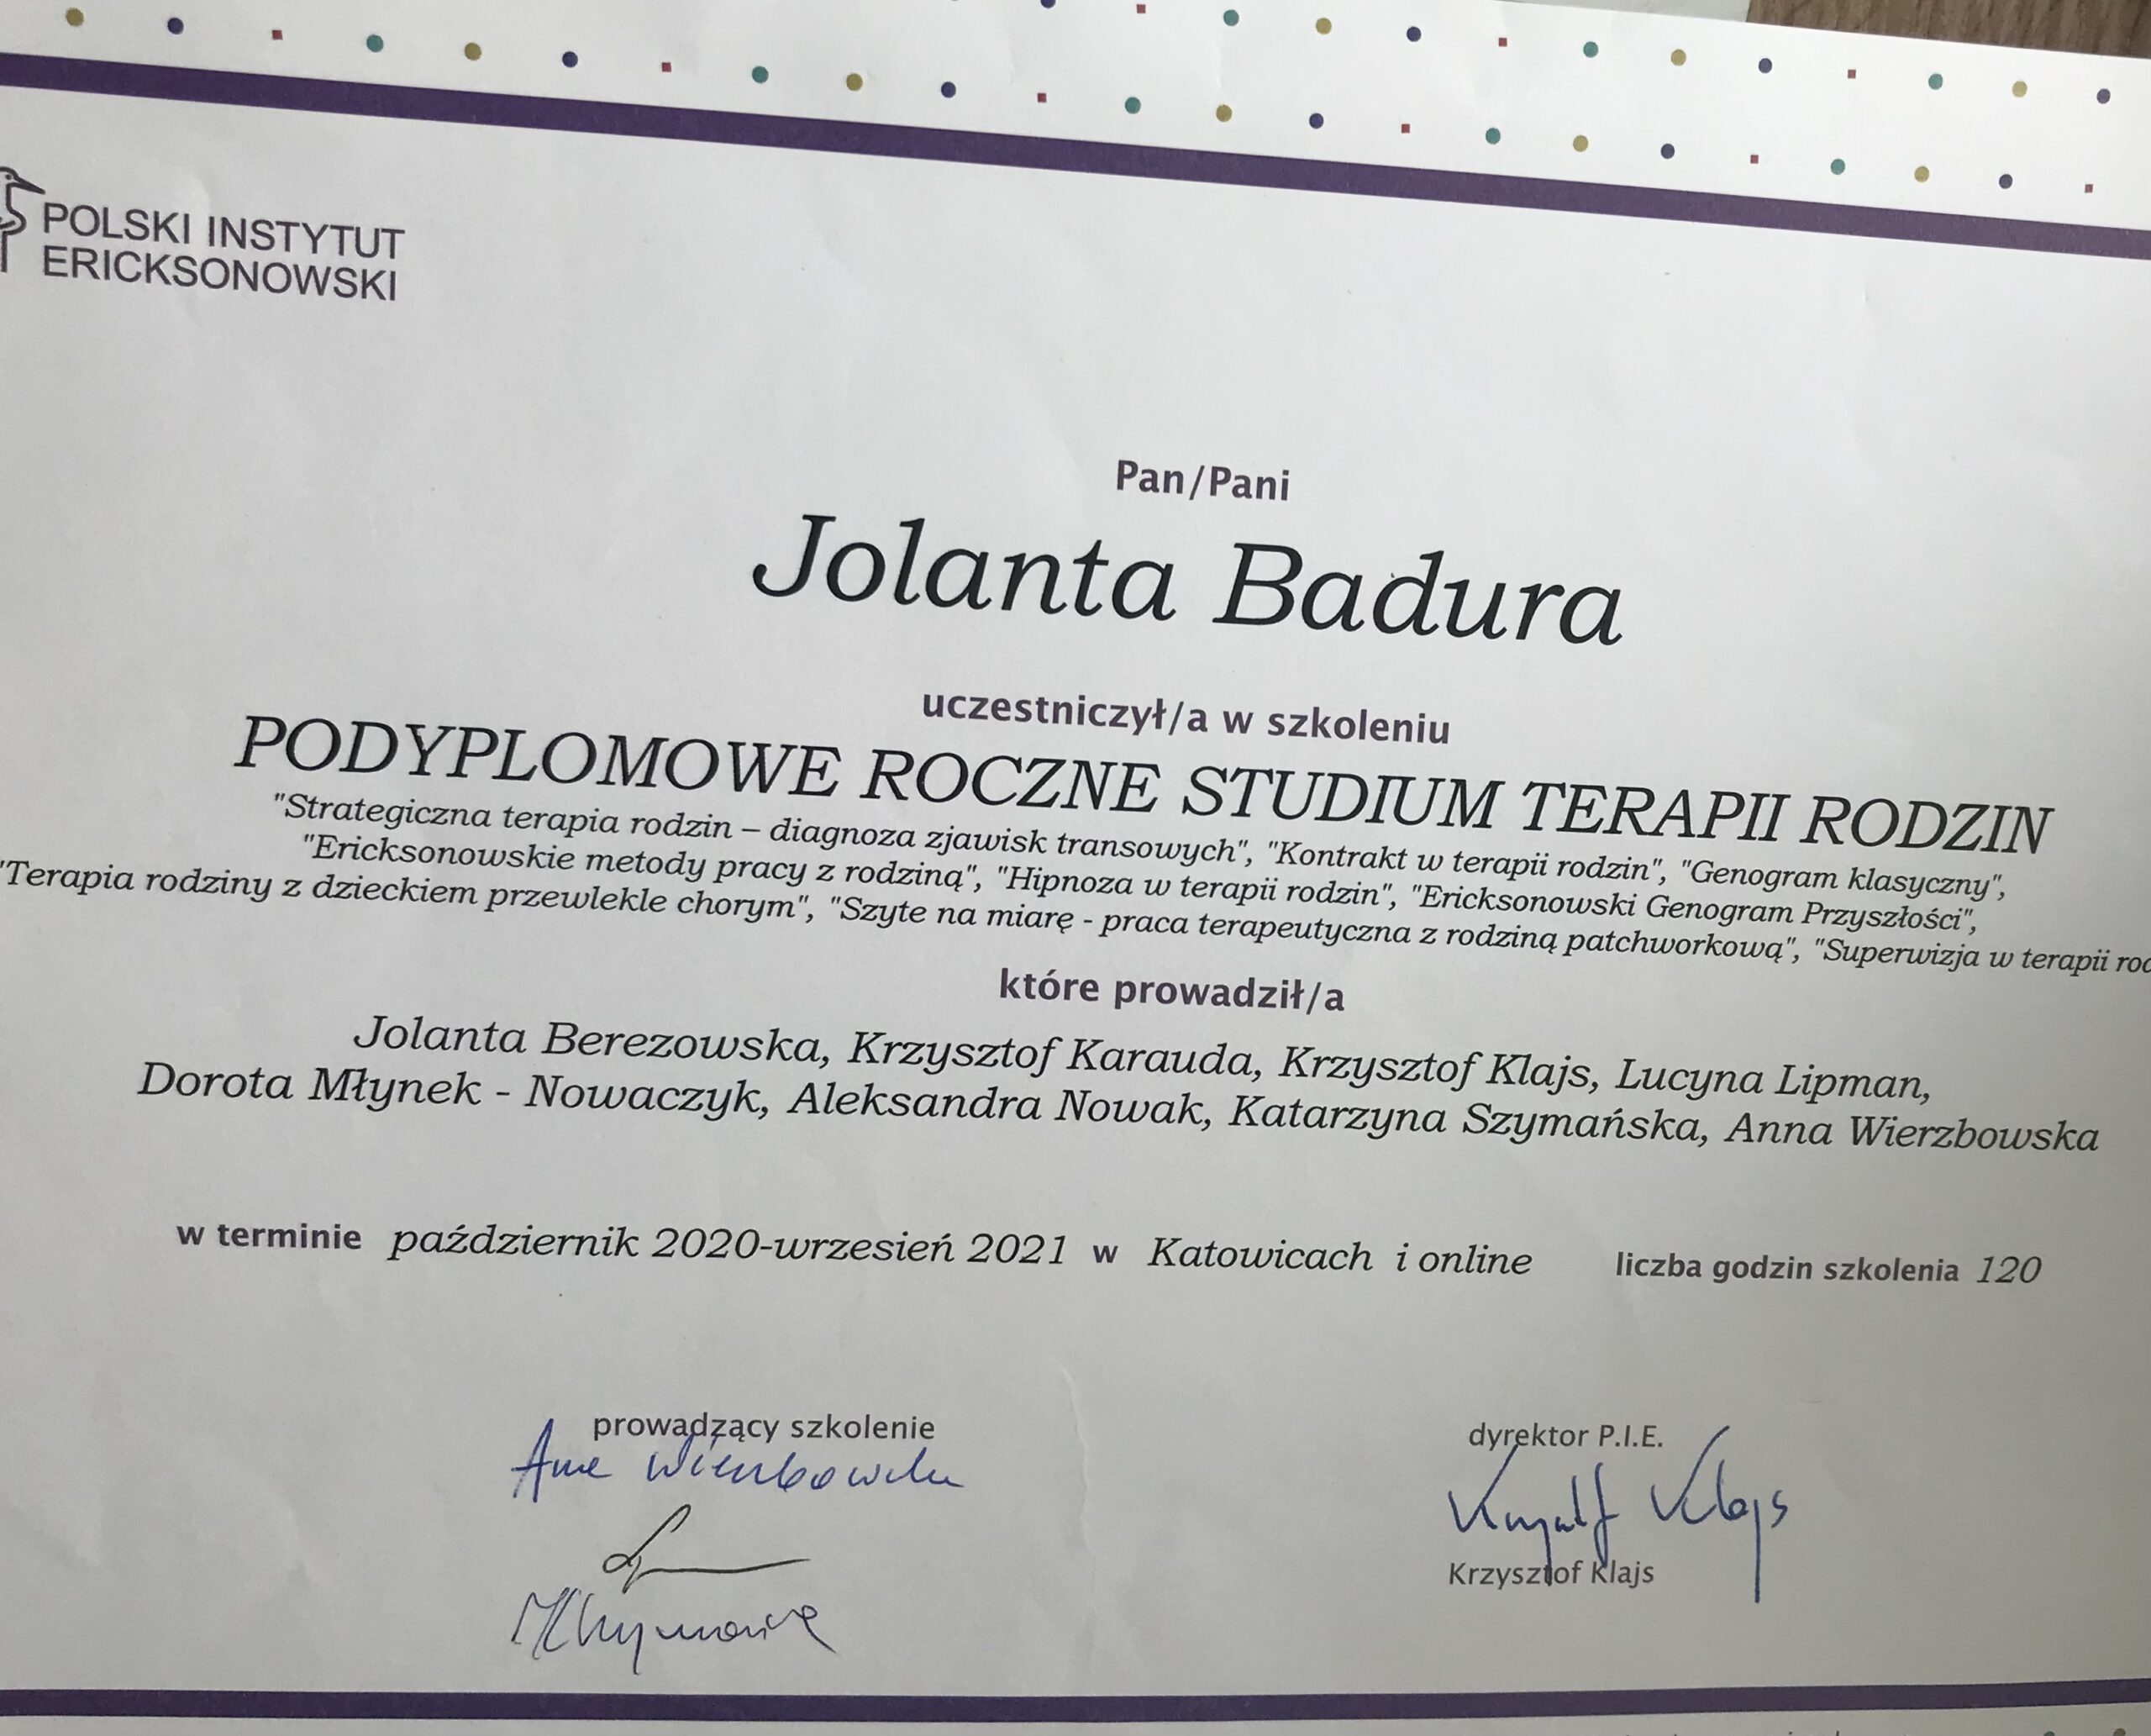 POLSKI INSTYTUT
ERICKSONOWSKI
Pan/Pani
Jolanta Badura
uczestniczył/a w szkoleniu
PODYPLOMOWE ROCZNE STUDIUM TERAPII RODZIN
"Strategiczna terapia rodzin – diagnoza zjawisk transowych", "Kontrakt w terapii rodzin", "Genogram klasyczny",
"Ericksonowskie metody pracy z rodziną", "Hipnoza w terapii rodzin", "Ericksonowski Genogram Przyszłości",
"Terapia rodziny z dzieckiem przewlekle chorym", "Szyte na miarę - praca terapeutyczna z rodziną patchworkową", "Superwizja w terapii
które prowadził/a
Jolanta Berezowska, Krzysztof Karauda, Krzysztof Klajs, Lucyna Lipman,
Dorota Młynek - Nowaczyk, Aleksandra Nowak, Katarzyna Szymańska, Anna Wierzbowska
w terminie październik 2020-wrzesień 2021 w Katowicach i online liczba godzin szkolenia 120
prowadzący szkolenie
Anna Wierzbowska
dyrektor P.I.E.
Krzysztof Klajs
Krzysztof Klajs